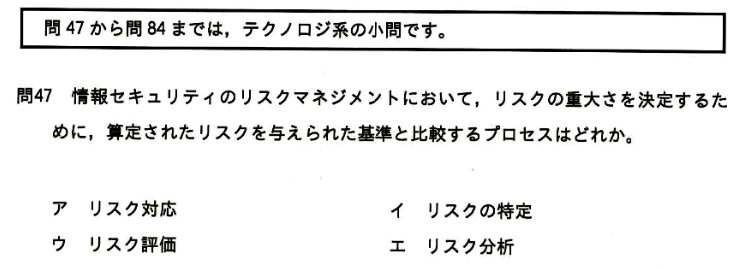 問47から問84までは，テクノロジ系の小問です。
問47 情報セキュリティのリスクマネジメントにおいて，リスクの重大さを決定するた
めに，算定されたリスクを与えられた基準と比較するプロセスはどれか。
ア リスク対応 イ リスクの特定
ウ リスク評価 エ リスク分析